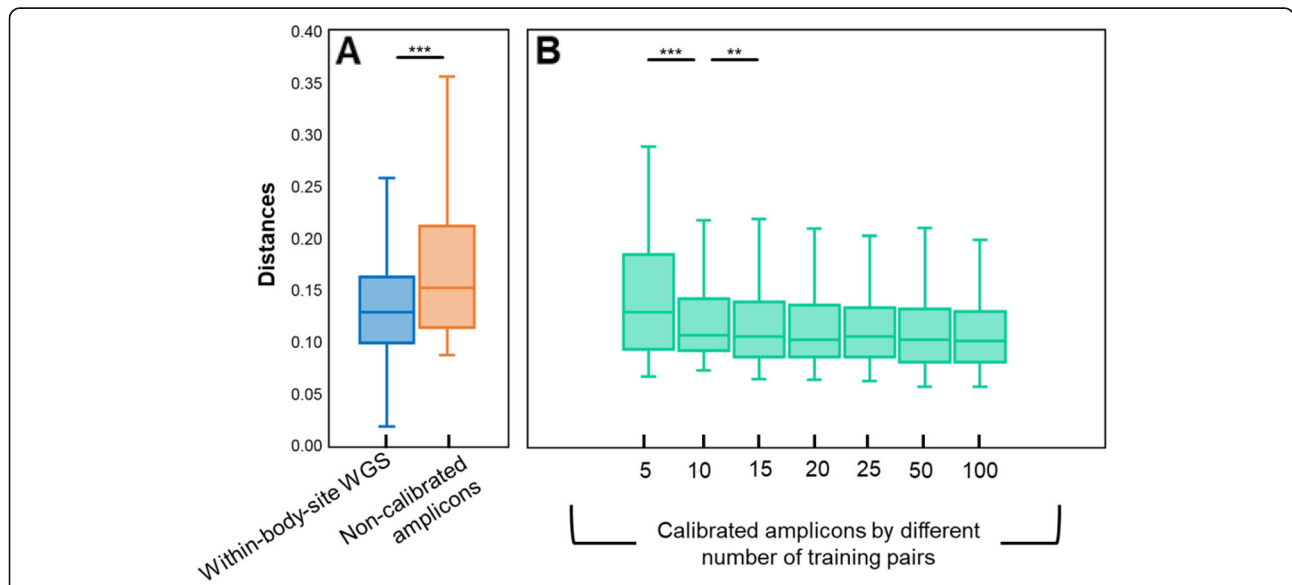 A
***
B
*** **
0.40
0.35
0.30
0.25
0.20
0.15
0.10
0.05
0.00
Distances
Within-body-site WGS
Non-calibrated
amplicons
5 10 15 20 25 50 100
Calibrated amplicons by different
number of training pairs